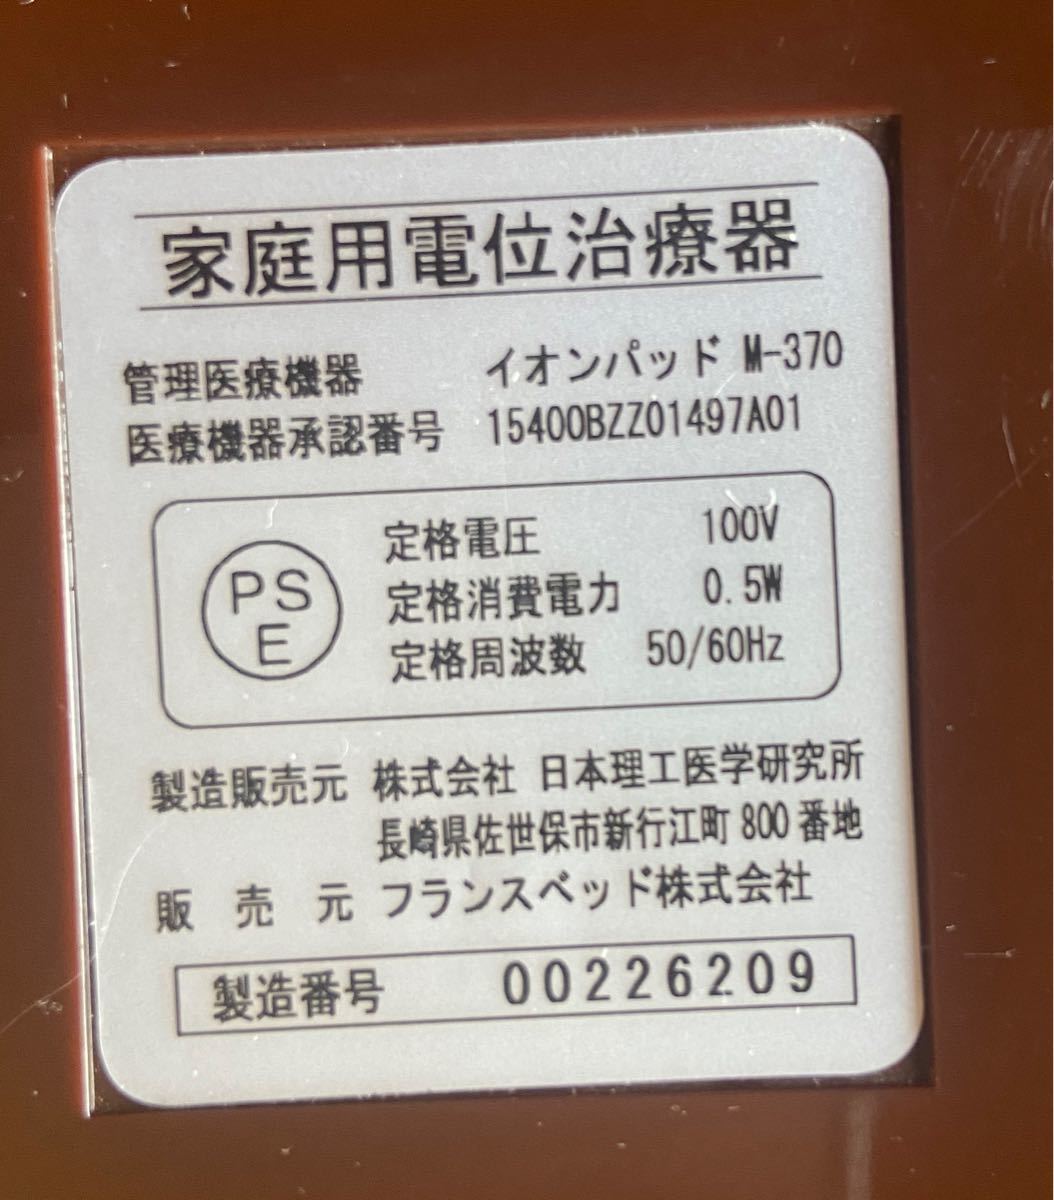 家庭用電位治療器
管理医療機器 イオンパッド M-370
医療機器承認番号 15400BZZ01497A01
PS
E
定格電圧 100V
定格消費電力 0.5W
定格周波数 50/60Hz
製造販売元 株式会社 日本理工医学研究所
長崎県佐世保市新行江町800番地
販売元 フランスベッド株式会社
製造番号 00226209